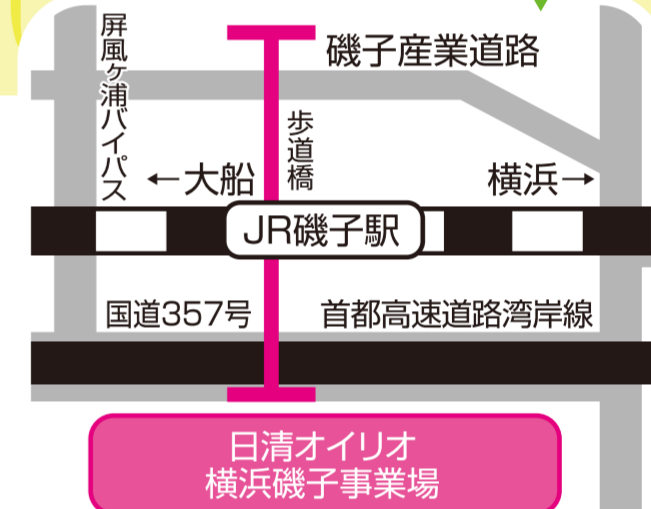 屏風ヶ浦バイパス
磯子産業道路
歩道橋
←大船
横浜→
JR磯子駅
国道357号
首都高速道路湾岸線
日清オイリオ
横浜磯子事業場